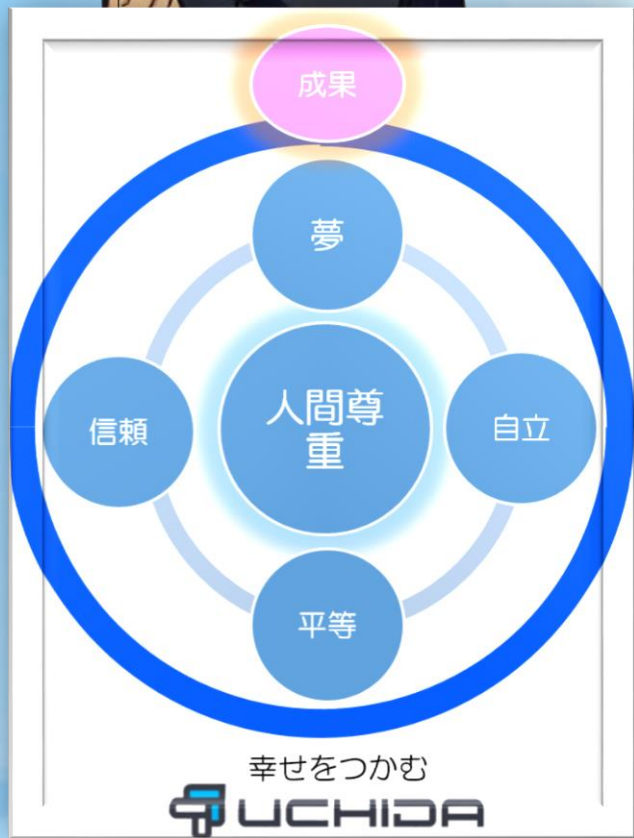 成果
夢
信頼
人間尊
重
自立
平等
幸せをつかむ
UCHIDA